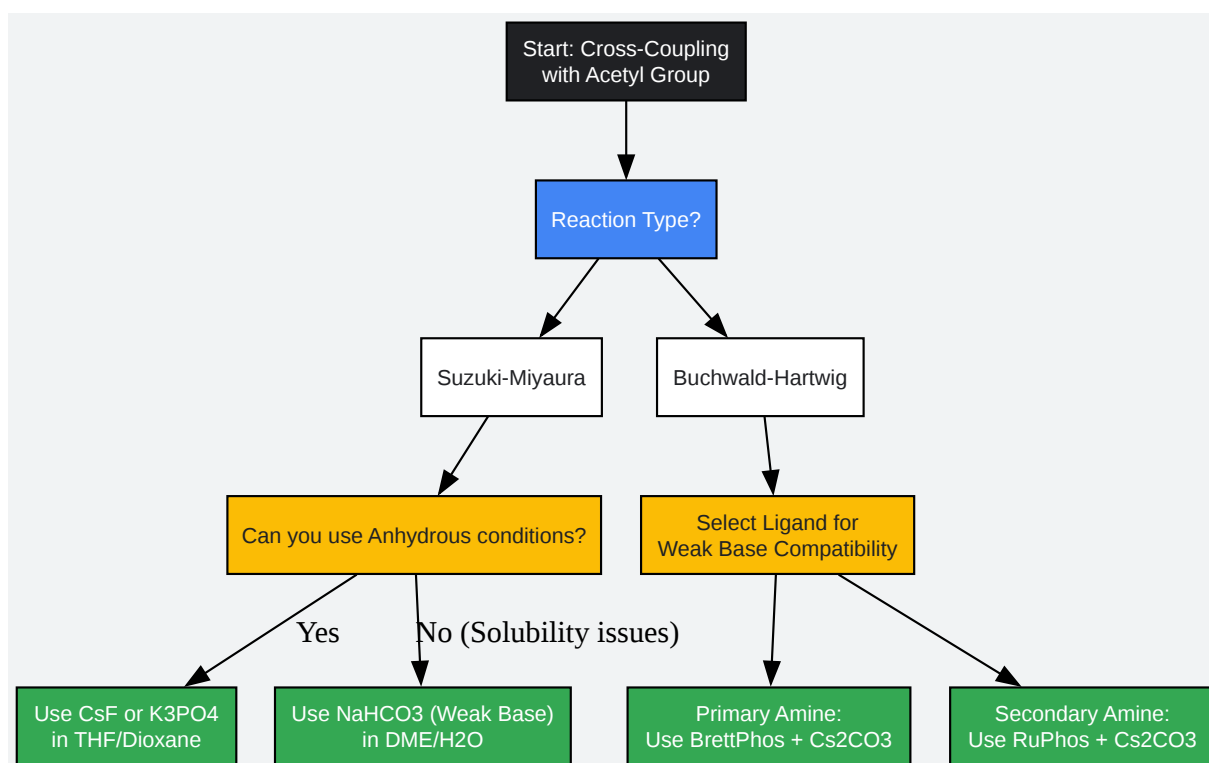 Start: Cross-Coupling
with Acetyl Group
Reaction Type?
Suzuki-Miyaura
Buchwald-Hartwig
Can you use Anhydrous conditions?
Select Ligand for
Weak Base Compatibility
Yes
No (Solubility issues)
Use CsF or K3PO4
in THF/Dioxane
Use NaHCO3 (Weak Base)
in DME/H2O
Primary Amine:
Use BrettPhos + Cs2CO3
Secondary Amine:
Use RuPhos + Cs2CO3